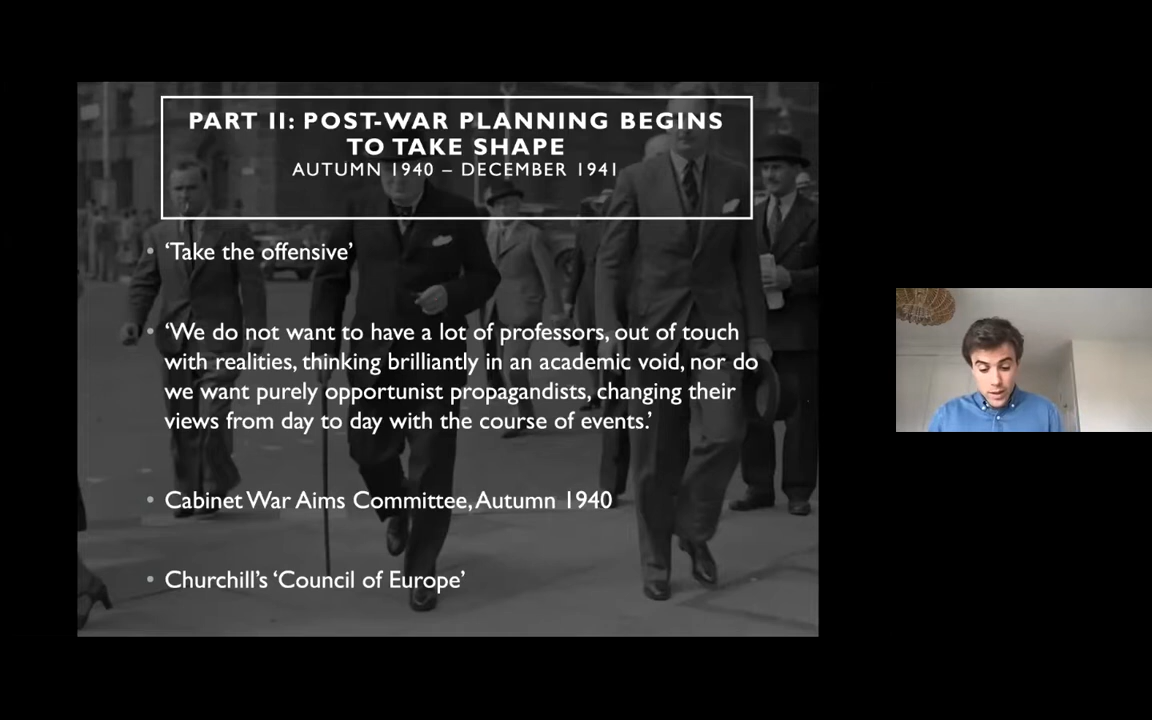 PART II: POST-WAR PLANNING BEGINS
TO TAKE SHAPE
AUTUMN 1940 – DECEMBER 1941
• ‘Take the offensive’
• ‘We do not want to have a lot of professors, out of touch
with realities, thinking brilliantly in an academic void, nor do
we want purely opportunist propagandists, changing their
views from day to day with the course of events.’
• Cabinet War Aims Committee, Autumn 1940
• Churchill’s ‘Council of Europe’